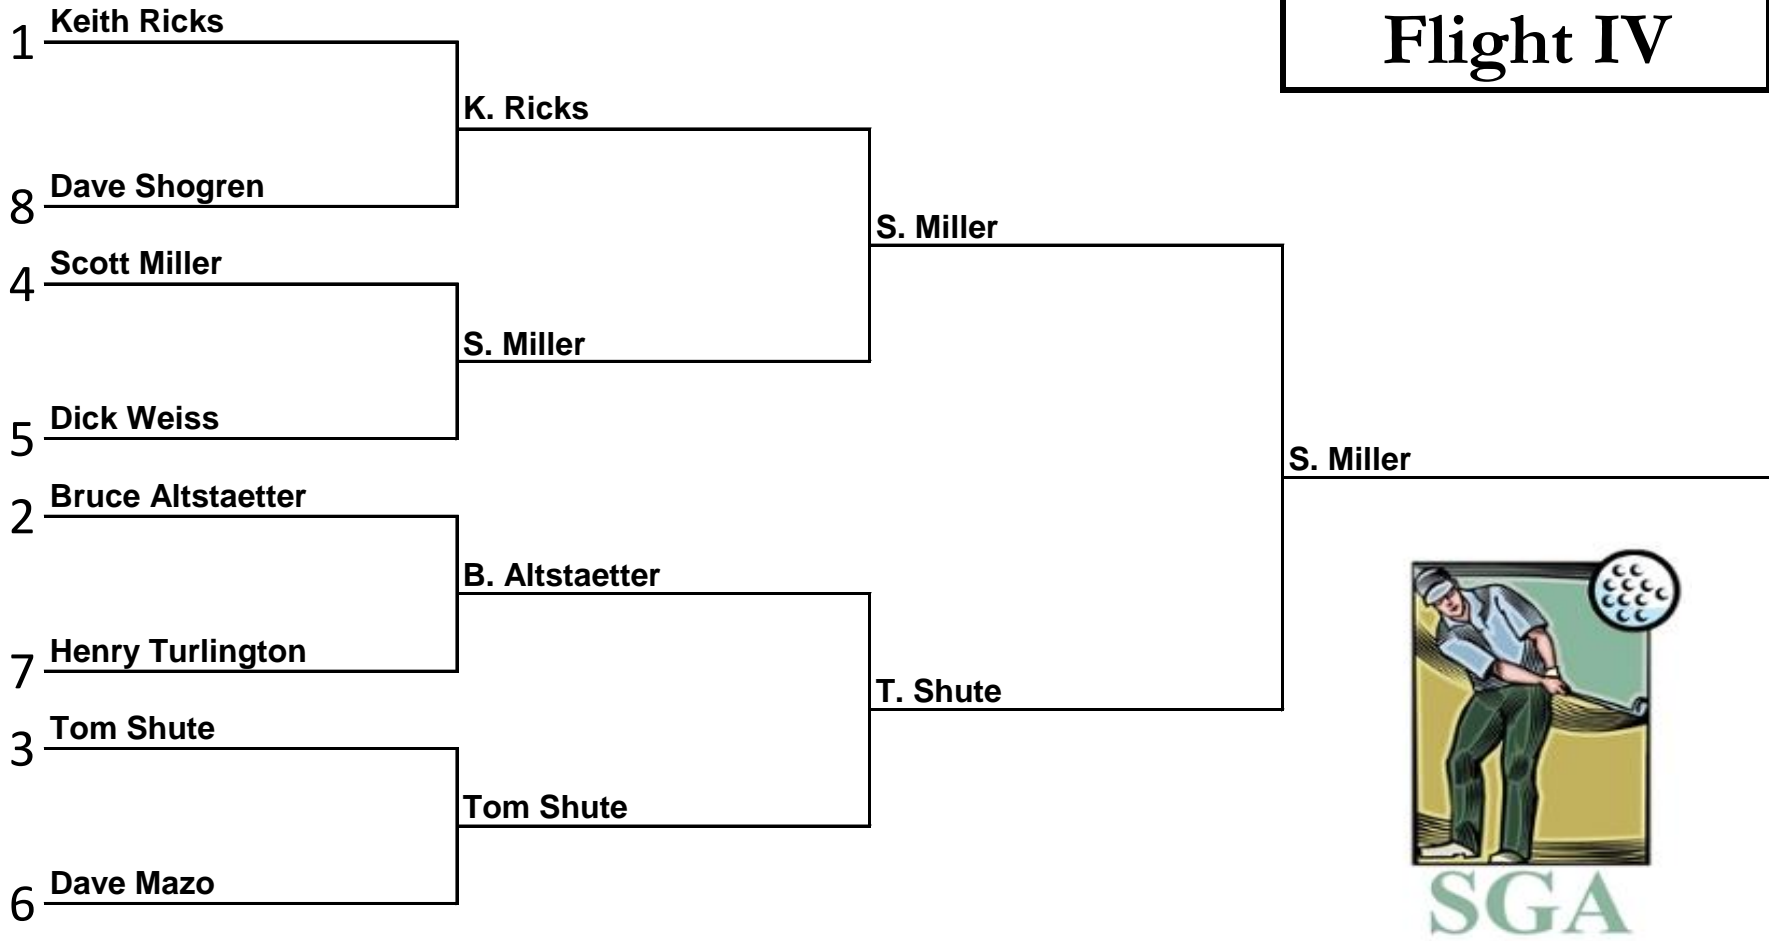 Flight IV
1 Keith Ricks
K. Ricks
8 Dave Shogren
S. Miller
4 Scott Miller
S. Miller
5 Dick Weiss
S. Miller
2 Bruce Altstaetter
B. Altstaetter
7 Henry Turlington
T. Shute
3 Tom Shute
Tom Shute
6 Dave Mazo
SGA